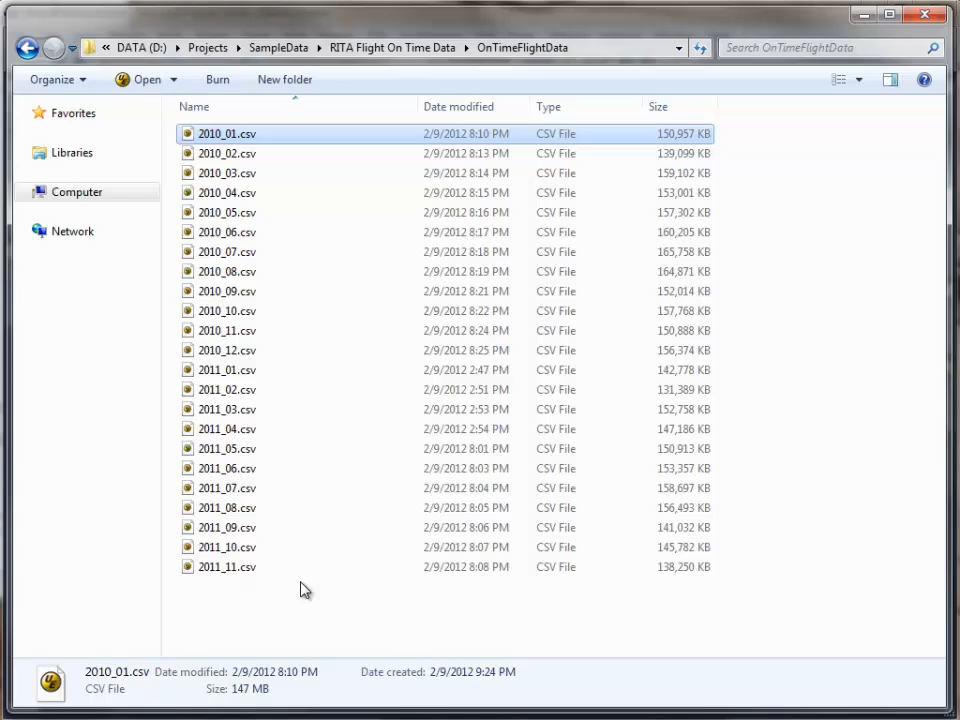 « DATA (D:) Projects SampleData RITA Flight On Time Data OnTimeFlightData Search OnTimeFlightData
Organize Open Burn New folder
Name Date modified Type Size
Favorites
Libraries
Computer
Network
2010_01.csv 2/9/2012 8:10 PM CSV File 150,957 KB
2010_02.csv 2/9/2012 8:13 PM CSV File 139,099 KB
2010_03.csv 2/9/2012 8:14 PM CSV File 159,102 KB
2010_04.csv 2/9/2012 8:15 PM CSV File 153,001 KB
2010_05.csv 2/9/2012 8:16 PM CSV File 157,302 KB
2010_06.csv 2/9/2012 8:17 PM CSV File 160,205 KB
2010_07.csv 2/9/2012 8:18 PM CSV File 165,758 KB
2010_08.csv 2/9/2012 8:19 PM CSV File 164,871 KB
2010_09.csv 2/9/2012 8:21 PM CSV File 152,014 KB
2010_10.csv 2/9/2012 8:22 PM CSV File 157,768 KB
2010_11.csv 2/9/2012 8:24 PM CSV File 150,888 KB
2010_12.csv 2/9/2012 8:25 PM CSV File 156,374 KB
2011_01.csv 2/9/2012 2:47 PM CSV File 142,778 KB
2011_02.csv 2/9/2012 2:51 PM CSV File 131,389 KB
2011_03.csv 2/9/2012 2:53 PM CSV File 152,758 KB
2011_04.csv 2/9/2012 2:54 PM CSV File 147,186 KB
2011_05.csv 2/9/2012 8:01 PM CSV File 150,913 KB
2011_06.csv 2/9/2012 8:03 PM CSV File 153,357 KB
2011_07.csv 2/9/2012 8:04 PM CSV File 158,697 KB
2011_08.csv 2/9/2012 8:05 PM CSV File 156,493 KB
2011_09.csv 2/9/2012 8:06 PM CSV File 141,032 KB
2011_10.csv 2/9/2012 8:07 PM CSV File 145,782 KB
2011_11.csv 2/9/2012 8:08 PM CSV File 138,250 KB
2010_01.csv Date modified: 2/9/2012 8:10 PM Date created: 2/9/2012 9:24 PM
CSV File Size: 147 MB